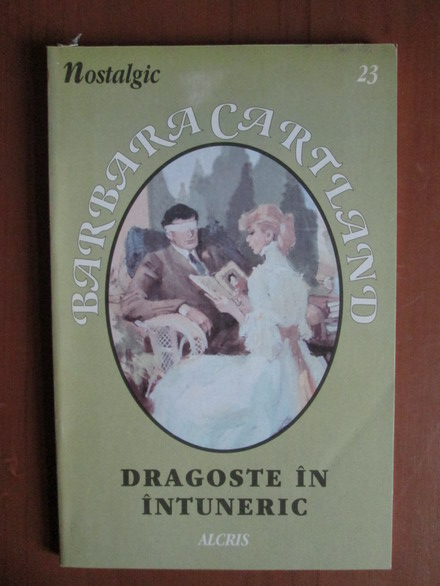 nostalgic 23
BARBARA CARTLAND
DRAGOSTE ÎN
ÎNTUNERIC
ALCRIS